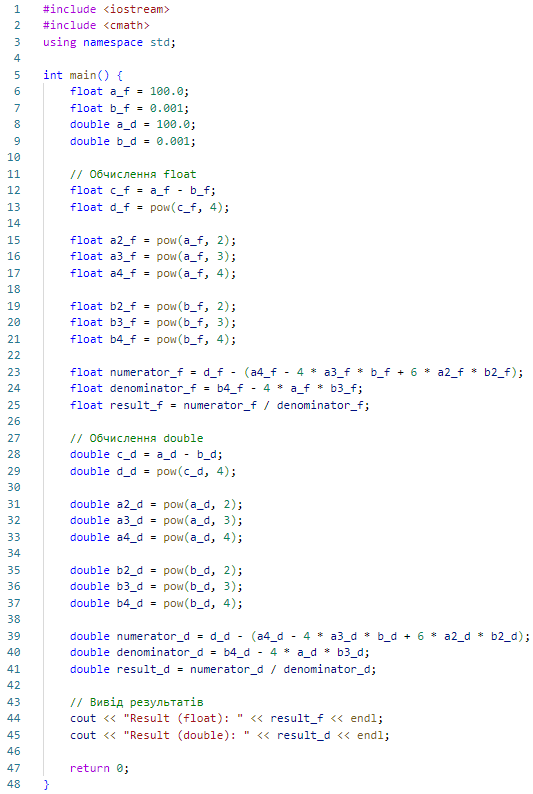 1 #include <iostream>
2 #include <cmath>
3 using namespace std;
4
5 int main() {
6     float a_f = 100.0;
7     float b_f = 0.001;
8     double a_d = 100.0;
9     double b_d = 0.001;
10
11     // Обчислення float
12     float c_f = a_f - b_f;
13     float d_f = pow(c_f, 4);
14
15     float a2_f = pow(a_f, 2);
16     float a3_f = pow(a_f, 3);
17     float a4_f = pow(a_f, 4);
18
19     float b2_f = pow(b_f, 2);
20     float b3_f = pow(b_f, 3);
21     float b4_f = pow(b_f, 4);
22
23     float numerator_f = d_f - (a4_f - 4 * a3_f * b_f + 6 * a2_f * b2_f);
24     float denominator_f = b4_f - 4 * a_f * b3_f;
25     float result_f = numerator_f / denominator_f;
26
27     // Обчислення double
28     double c_d = a_d - b_d;
29     double d_d = pow(c_d, 4);
30
31     double a2_d = pow(a_d, 2);
32     double a3_d = pow(a_d, 3);
33     double a4_d = pow(a_d, 4);
34
35     double b2_d = pow(b_d, 2);
36     double b3_d = pow(b_d, 3);
37     double b4_d = pow(b_d, 4);
38
39     double numerator_d = d_d - (a4_d - 4 * a3_d * b_d + 6 * a2_d * b2_d);
40     double denominator_d = b4_d - 4 * a_d * b3_d;
41     double result_d = numerator_d / denominator_d;
42
43     // Вивід результатів
44     cout << "Result (float): " << result_f << endl;
45     cout << "Result (double): " << result_d << endl;
46
47     return 0;
48 }